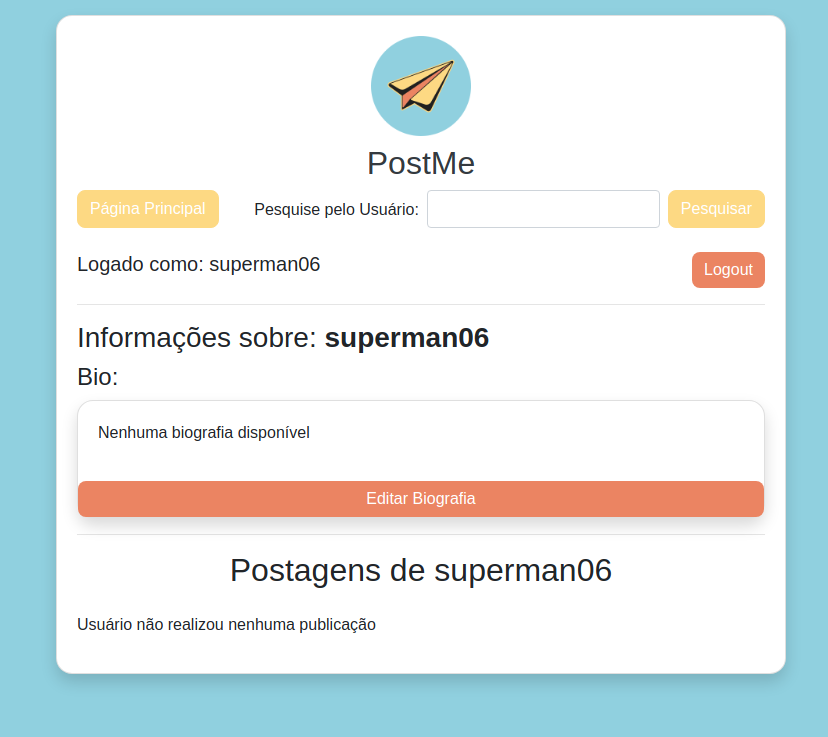 PostMe
Página Principal
Pesquise pelo Usuário:
Pesquisar
Logado como: superman06
Logout
Informações sobre: superman06
Bio:
Nenhuma biografia disponível
Editar Biografia
Postagens de superman06
Usuário não realizou nenhuma publicação